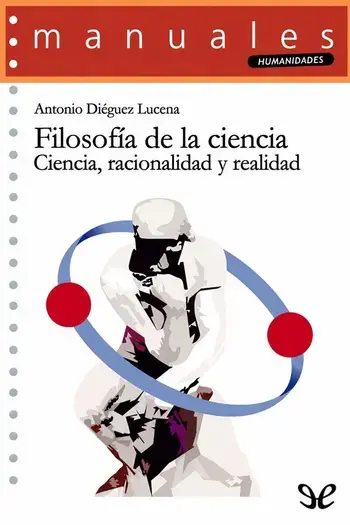 manuales
HUMANIDADES
Antonio Diéguez Lucena
Filosofía de la ciencia
Ciencia, racionalidad y realidad